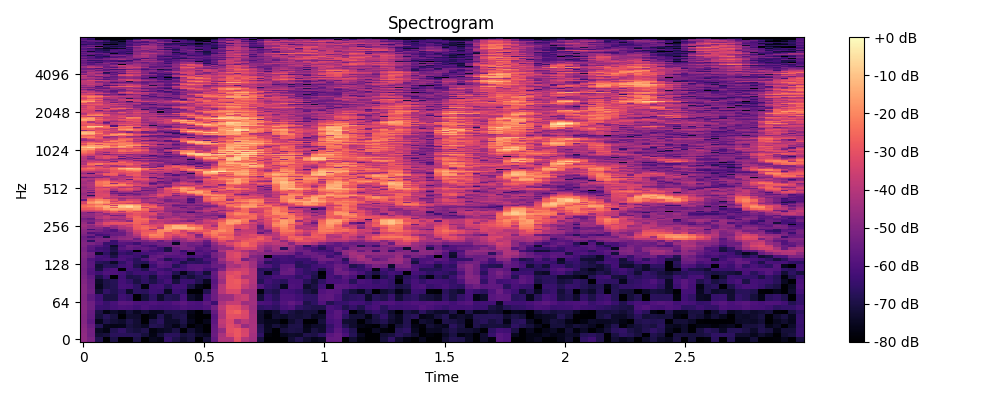 Spectrogram
Hz
4096
2048
1024
512
256
128
64
0
0
0.5
1
1.5
2
2.5
Time
+0 dB
-10 dB
-20 dB
-30 dB
-40 dB
-50 dB
-60 dB
-70 dB
-80 dB